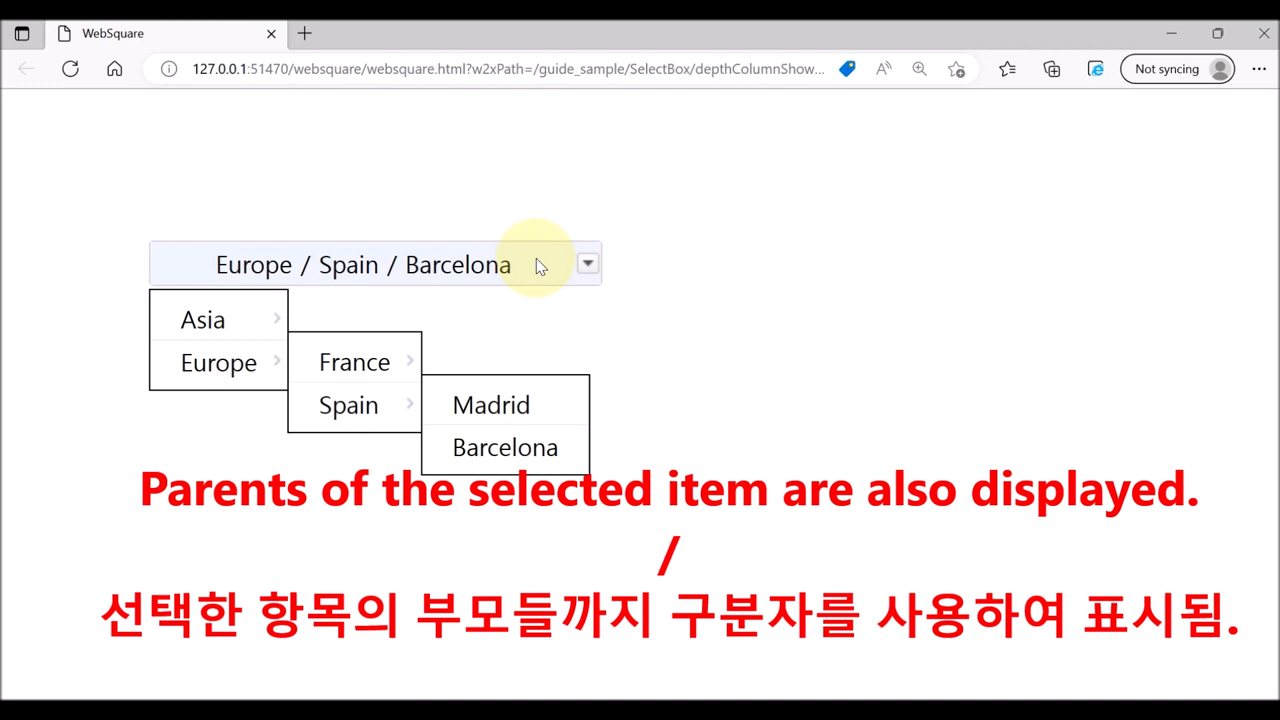 WebSquare
127.0.0.1:51470/websquare/websquare.html?w2xPath=/guide_sample/SelectBox/depthColumnShow...
Not syncing
Europe / Spain / Barcelona
Asia
Europe
France
Spain
Madrid
Barcelona
Parents of the selected item are also displayed.
/
선택한 항목의 부모들까지 구분자를 사용하여 표시됨.